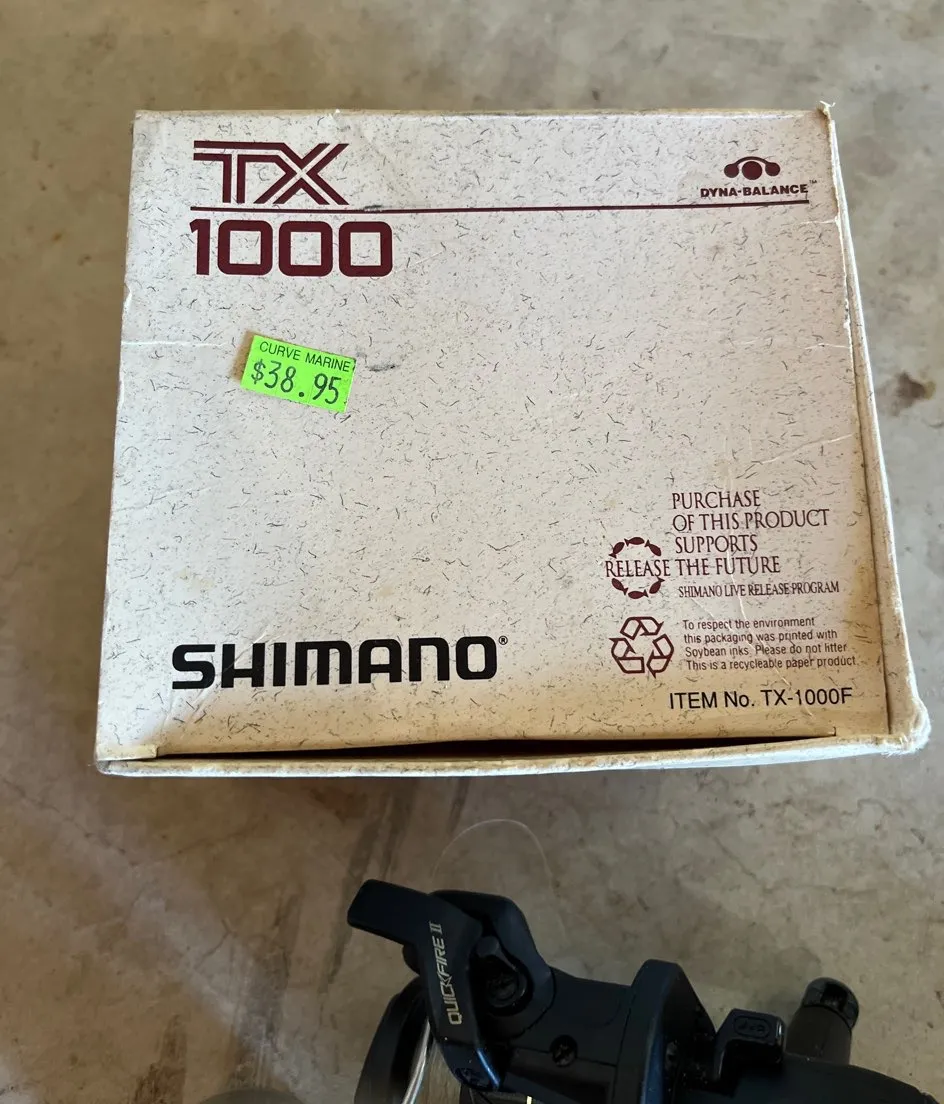 TX
1000
DYNA-BALANCE™
CURVE MARINE
$38.95
PURCHASE
OF THIS PRODUCT
SUPPORTS
RELEASE THE FUTURE
SHIMANO LIVE RELEASE PROGRAM
To respect the environment
this packaging was printed with
Soybean inks. Please do not litter
This is a recycleable paper product.
SHIMANO®
ITEM No. TX-1000F
QUICKFIRE II